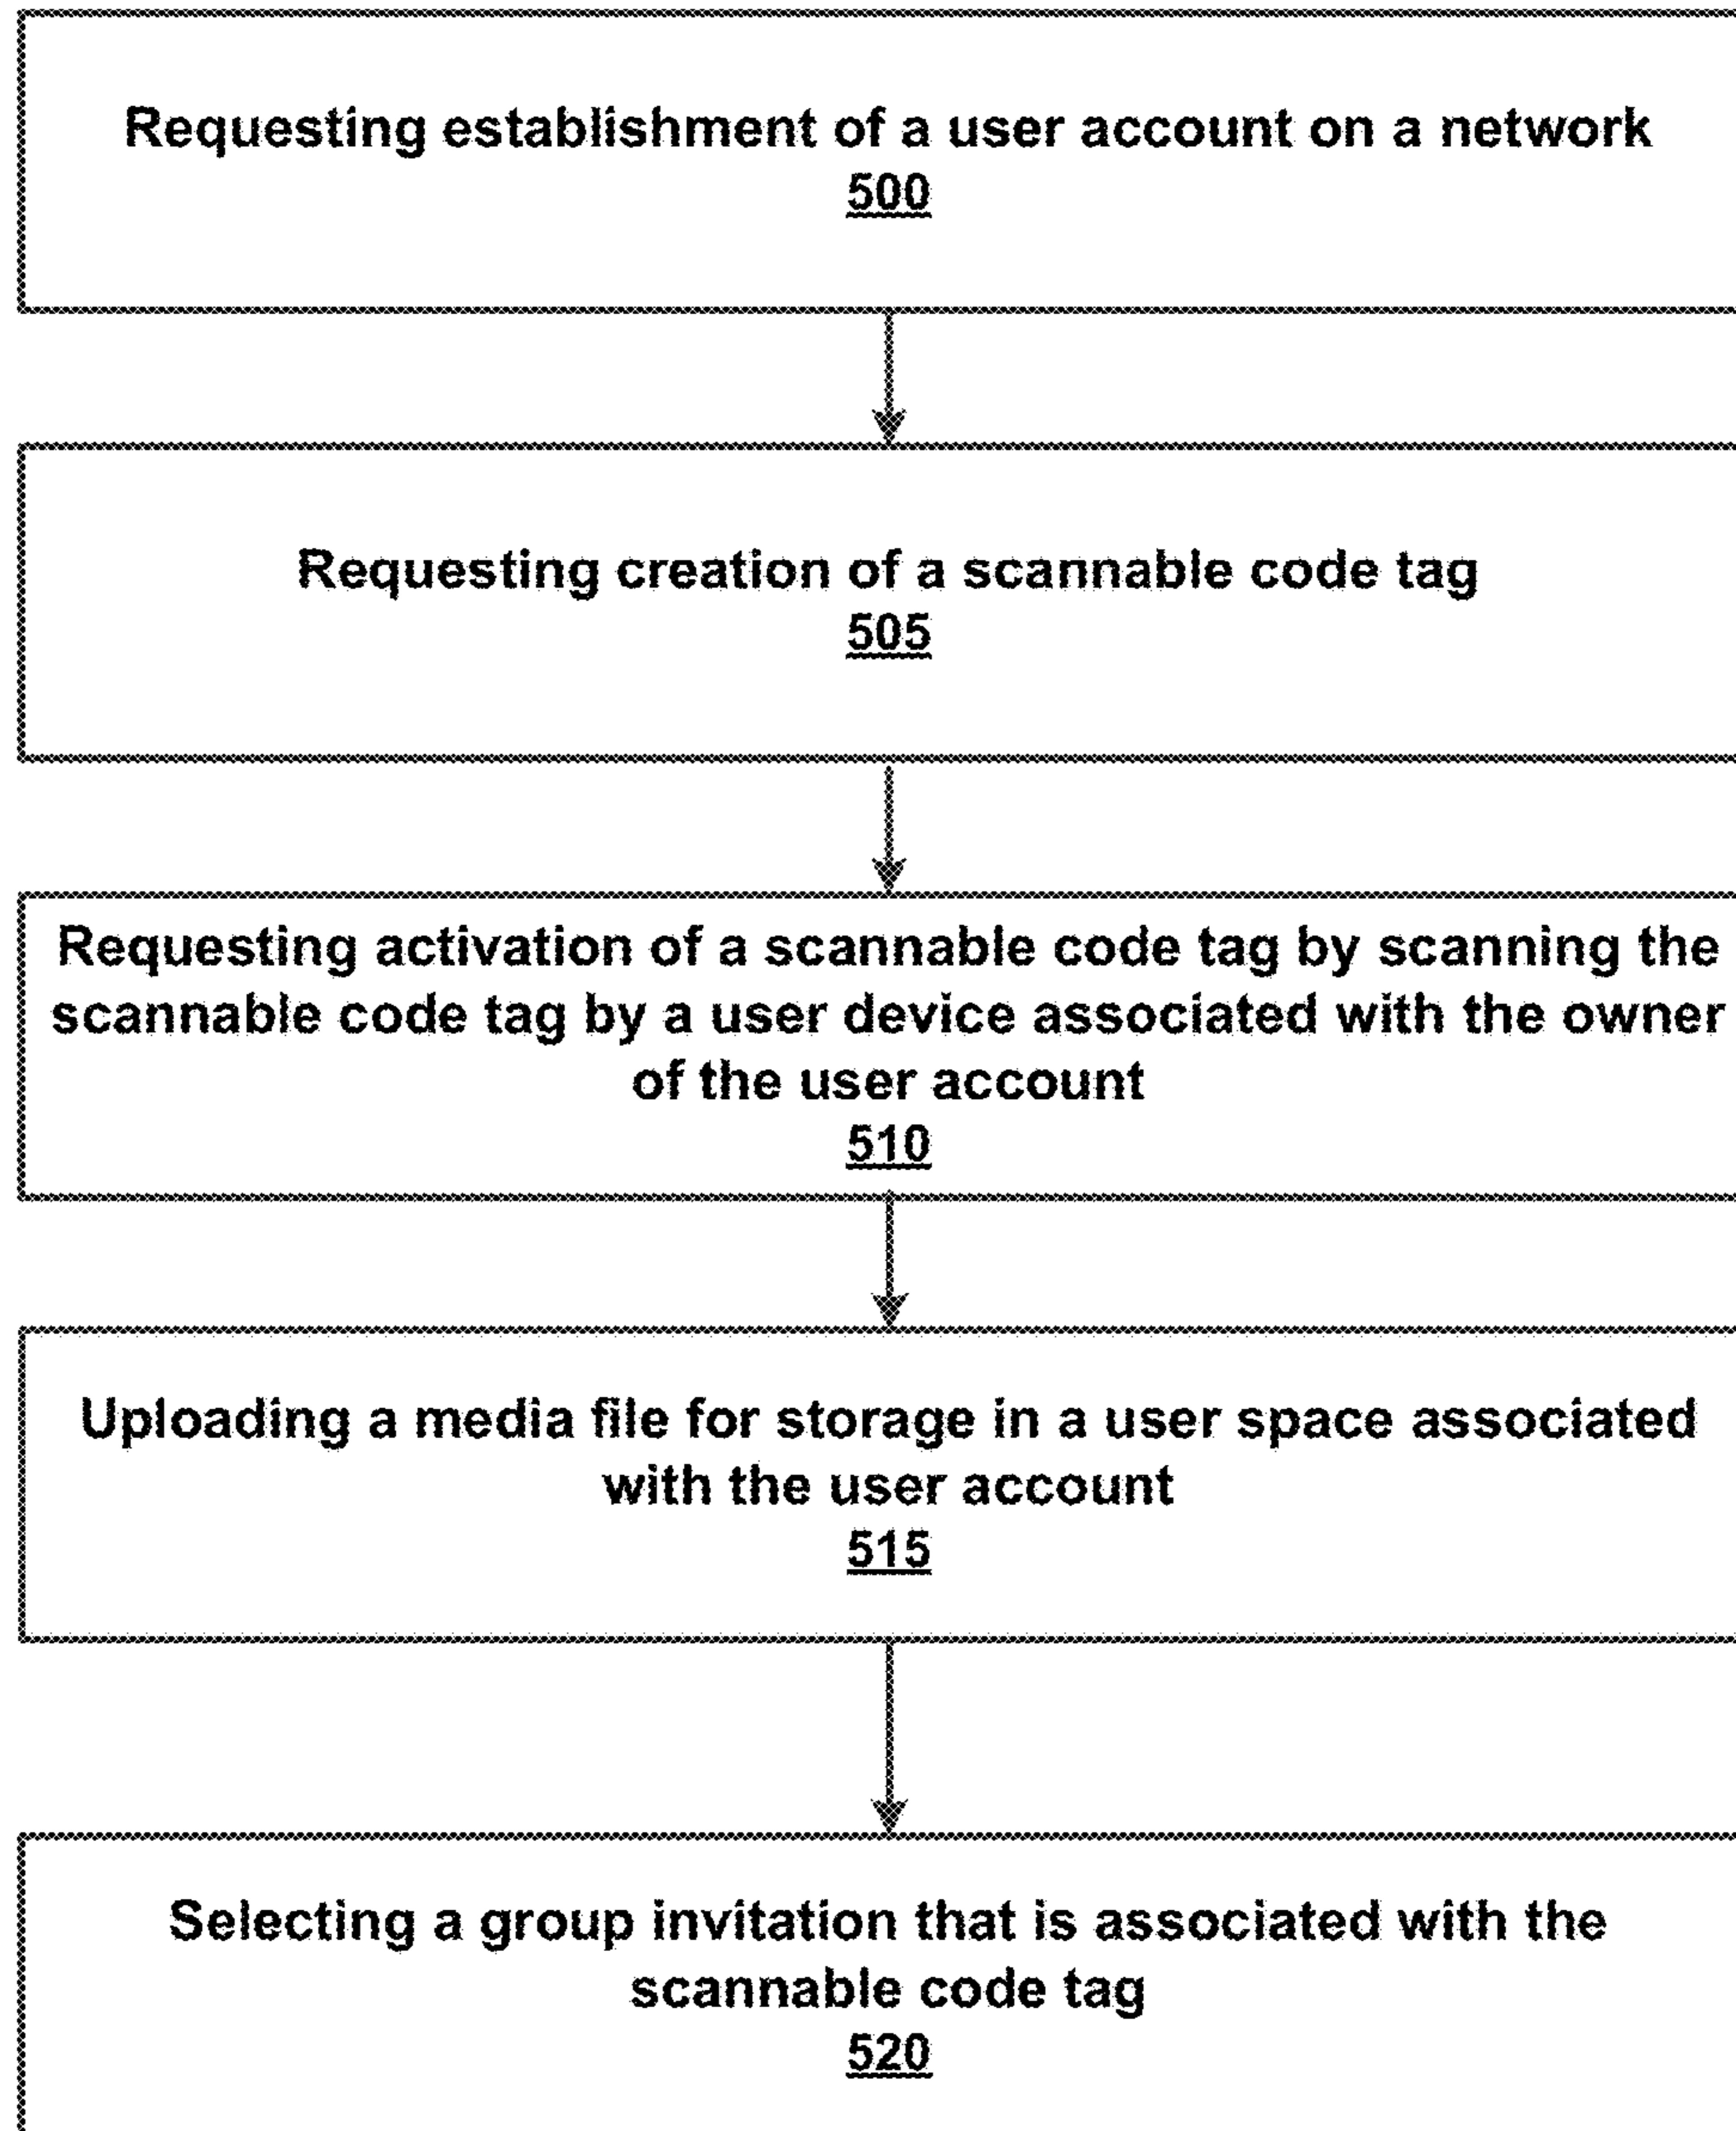 Requesting establishment of a user account on a network
500
Requesting creation of a scannable code tag
505
Requesting activation of a scannable code tag by scanning the
scannable code tag by a user device associated with the owner
of the user account
510
Uploading a media file for storage in a user space associated
with the user account
515
Selecting a group invitation that is associated with the
scannable code tag
520